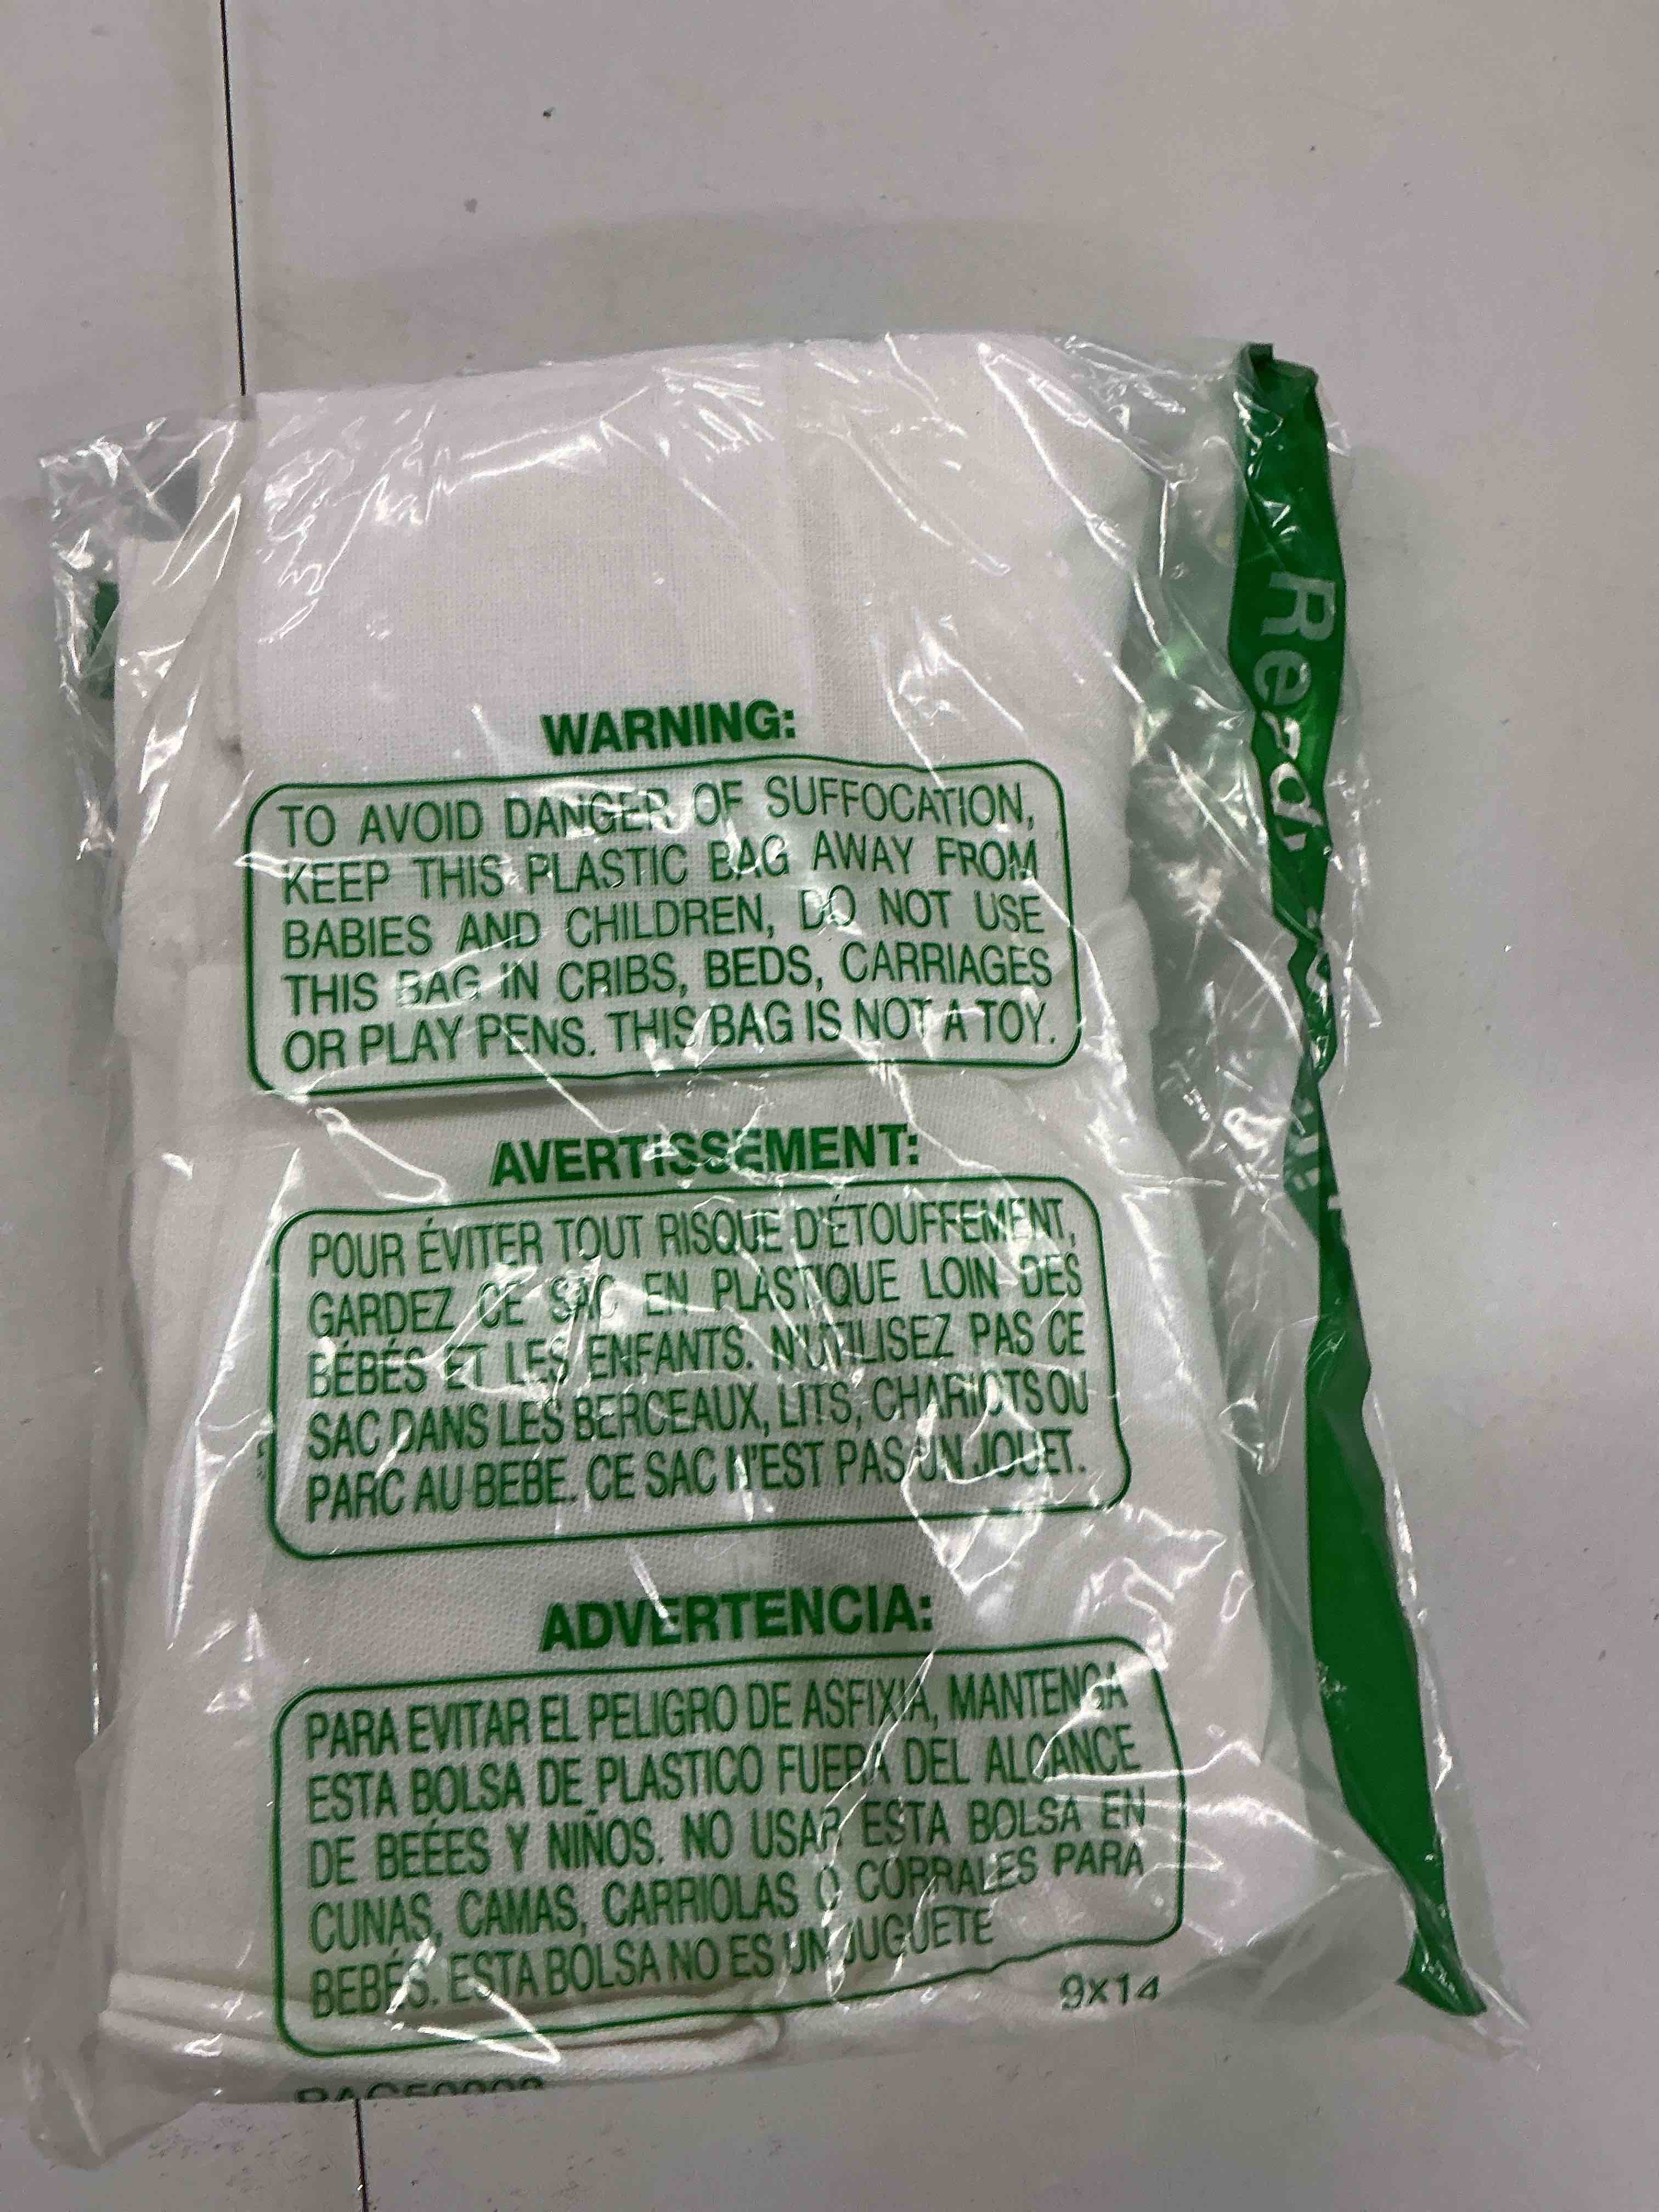 WARNING:
TO AVOID DANGER OF SUFFOCATION,
KEEP THIS PLASTIC BAG AWAY FROM
BABIES AND CHILDREN, DO NOT USE
THIS BAG IN CRIBS, BEDS, CARRIAGES
OR PLAY PENS. THIS BAG IS NOT A TOY.
AVERTISSEMENT:
POUR ÉVITER TOUT RISQUE D'ÉTOUFFEMENT,
GARDEZ CE SAC EN PLASTIQUE LOIN DES
BÉBÉS ET LES ENFANTS. N'UTILISEZ PAS CE
SAC DANS LES BERCEAUX, LITS, CHARIOTS OU
PARC AU BEBE. CE SAC N'EST PAS UN JOUET.
ADVERTENCIA:
PARA EVITAR EL PELIGRO DE ASFIXIA, MANTENGA
ESTA BOLSA DE PLASTICO FUERA DEL ALCANCE
DE BEÉES Y NIÑOS. NO USAR ESTA BOLSA EN
CUNAS, CAMAS, CARRIOLAS O CORRALES PARA
BEBÉS. ESTA BOLSA NO ES UN JUGUETE
9x14